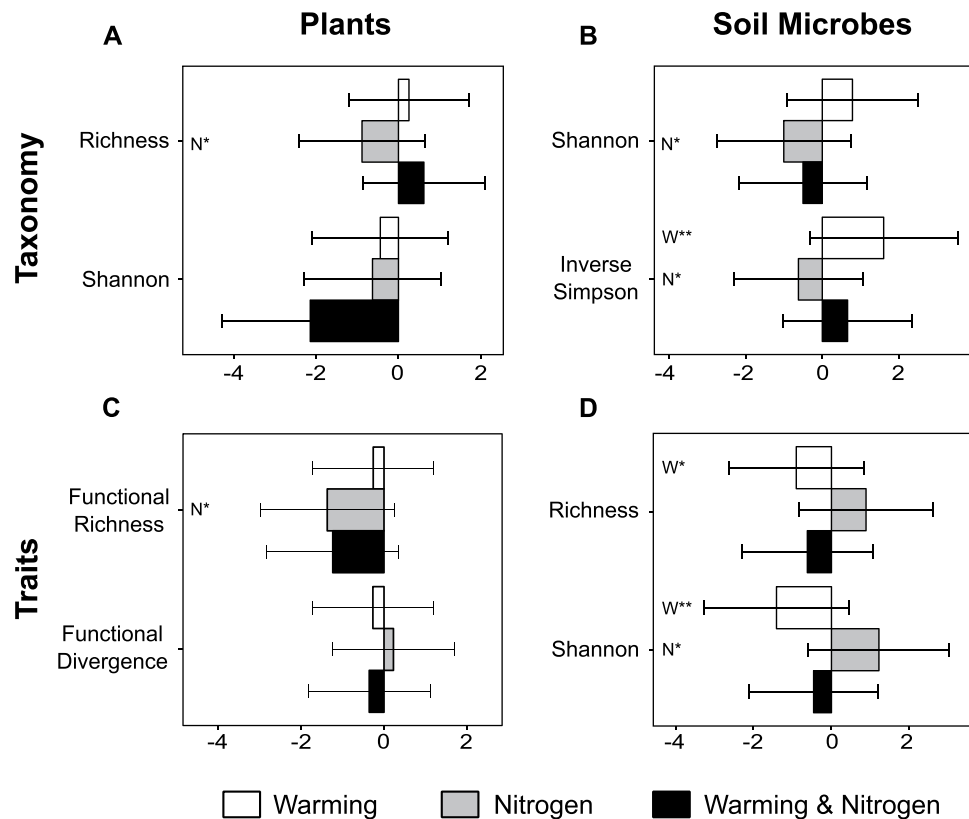 Plants
Soil Microbes
A
B
Taxonomy
Richness
N*
Shannon
-4
-2
0
2
Shannon
N*
W**
Inverse
Simpson
N*
-4
-2
0
2
C
D
Traits
Functional
Richness
N*
Functional
Divergence
-4
-2
0
2
W*
Richness
W**
Shannon
N*
-4
-2
0
2
Warming
Nitrogen
Warming & Nitrogen